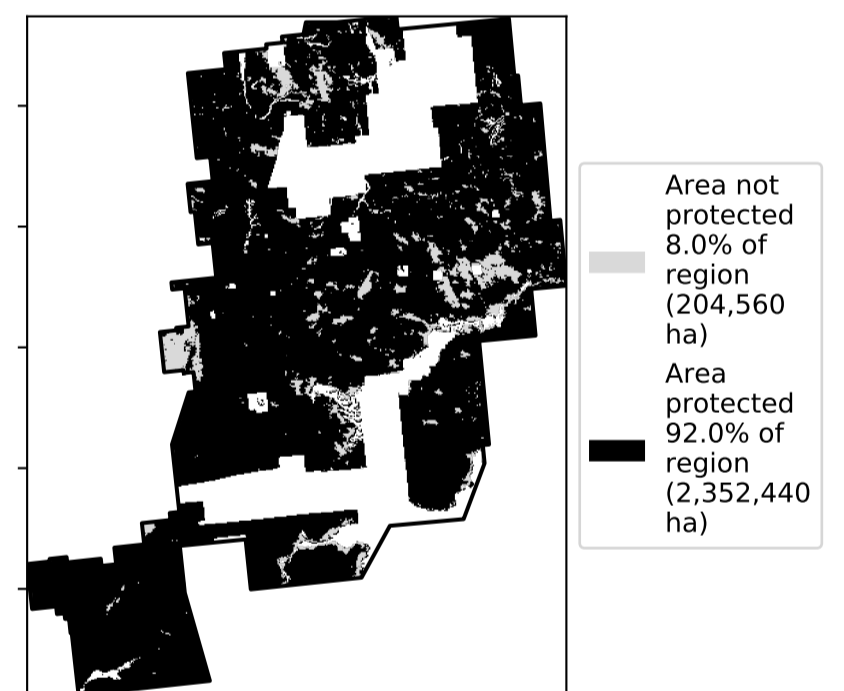 Area not
protected
8.0% of
region
(204,560
ha)
Area
protected
92.0% of
region
(2,352,440
ha)